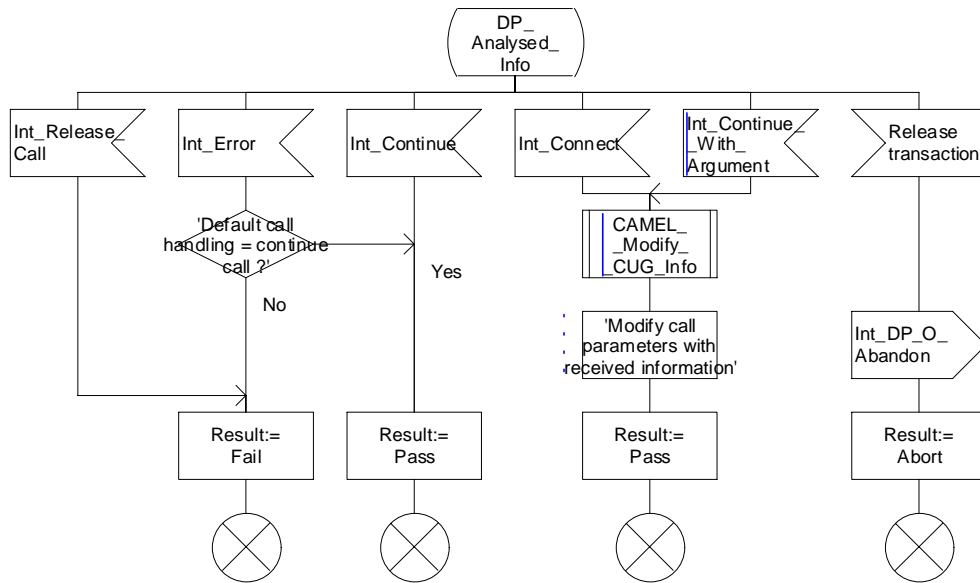 DP_
Analysed_
Info
Int_Release_
Call
Int_Error
Int_Continue
Int_Connect
Int_Continue_
_With_
Argument
Release
transaction
'Default call
handling = continue
call ?'
Yes
No
CAMEL_
_Modify_
_CUG_Info
'Modify call
parameters with
received information'
Int_DP_O_
Abandon
Result:=
Fail
Result:=
Pass
Result:=
Pass
Result:=
Abort